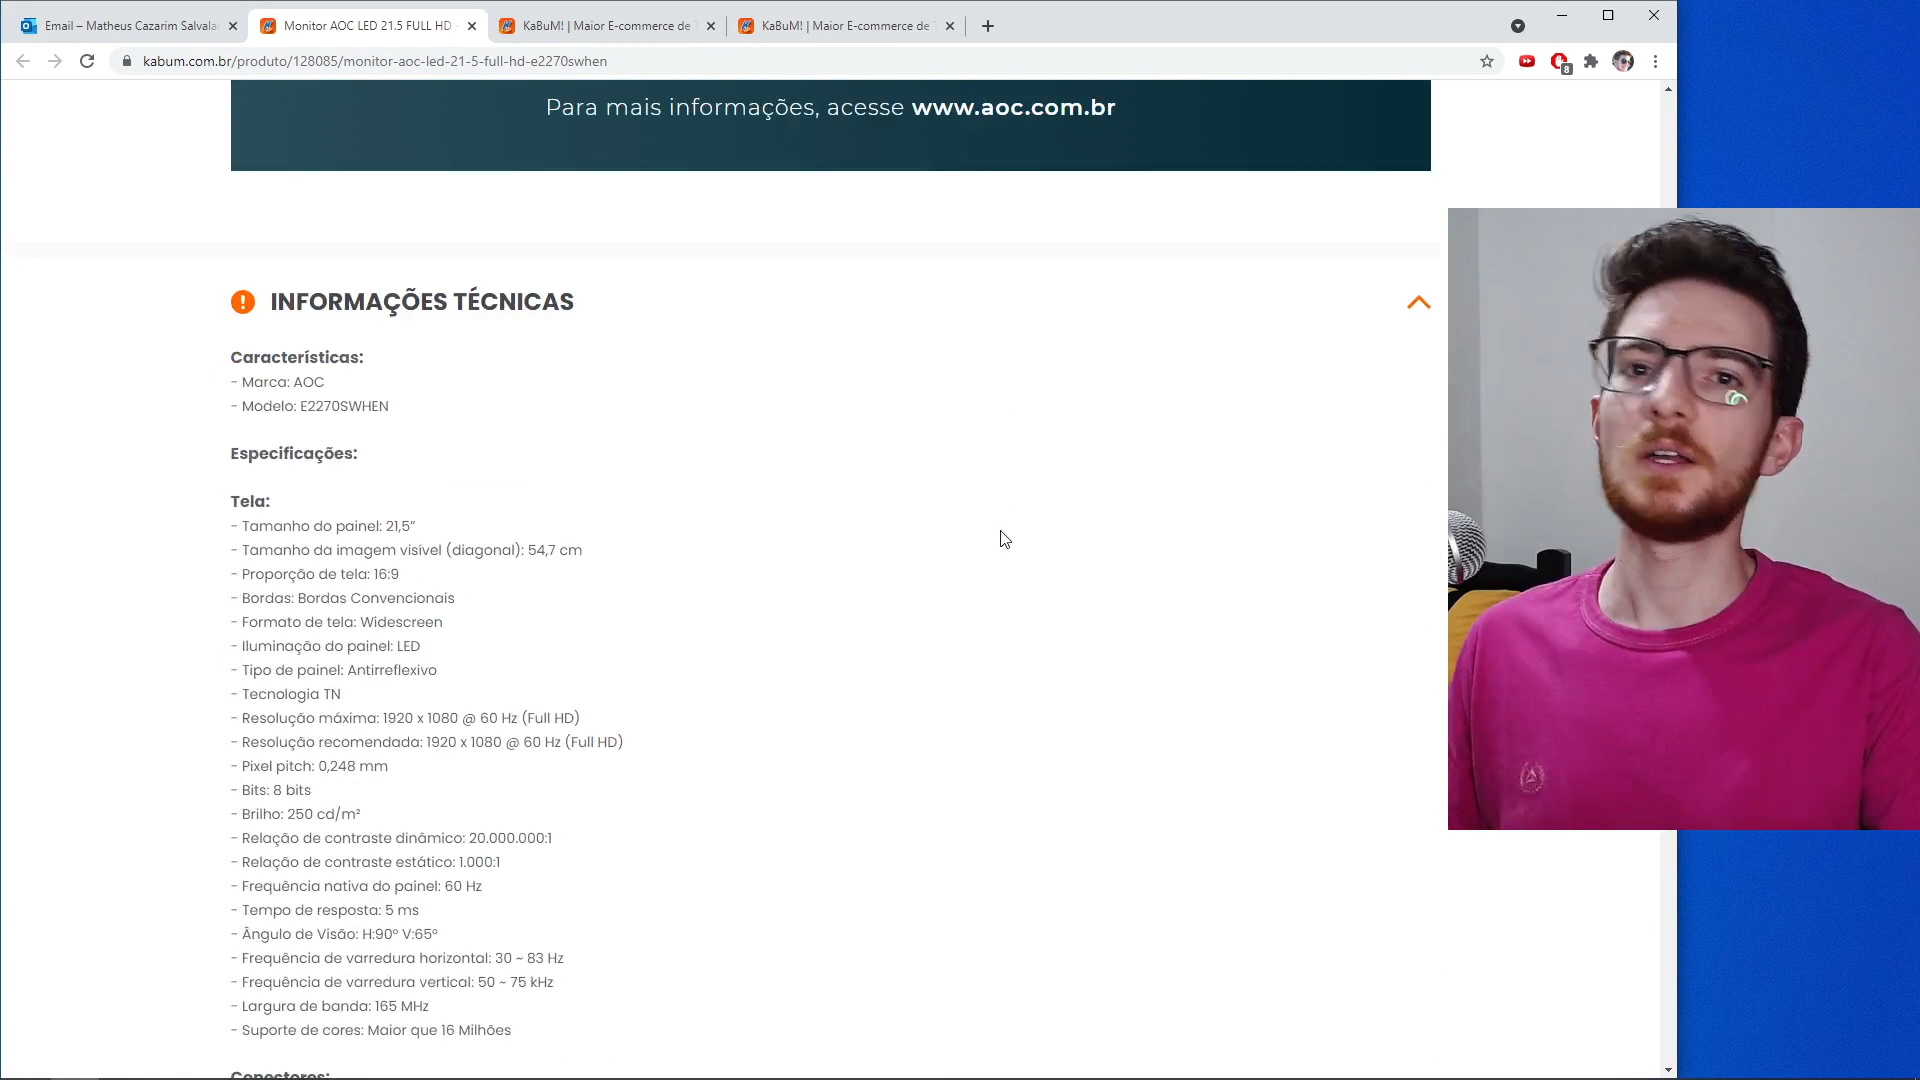 Email – Matheus Cazarim Salvala
Monitor AOC LED 21.5 FULL HD -
KaBuM! | Maior E-commerce de T
KaBuM! | Maior E-commerce de T
kabum.com.br/produto/128085/monitor-aoc-led-21-5-full-hd-e2270swhen
8
Para mais informações, acesse www.aoc.com.br
INFORMAÇÕES TÉCNICAS
Características:
- Marca: AOC
- Modelo: E2270SWHEN
Especificações:
Tela:
- Tamanho do painel: 21,5”
- Tamanho da imagem visível (diagonal): 54,7 cm
- Proporção de tela: 16:9
- Bordas: Bordas Convencionais
- Formato de tela: Widescreen
- Iluminação do painel: LED
- Tipo de painel: Antirreflexivo
- Tecnologia TN
- Resolução máxima: 1920 x 1080 @ 60 Hz (Full HD)
- Resolução recomendada: 1920 x 1080 @ 60 Hz (Full HD)
- Pixel pitch: 0,248 mm
- Bits: 8 bits
- Brilho: 250 cd/m²
- Relação de contraste dinâmico: 20.000.000:1
- Relação de contraste estático: 1.000:1
- Frequência nativa do painel: 60 Hz
- Tempo de resposta: 5 ms
- Ângulo de Visão: H:90º V:65º
- Frequência de varredura horizontal: 30 ~ 83 Hz
- Frequência de varredura vertical: 50 ~ 75 kHz
- Largura de banda: 165 MHz
- Suporte de cores: Maior que 16 Milhões
Conectores: